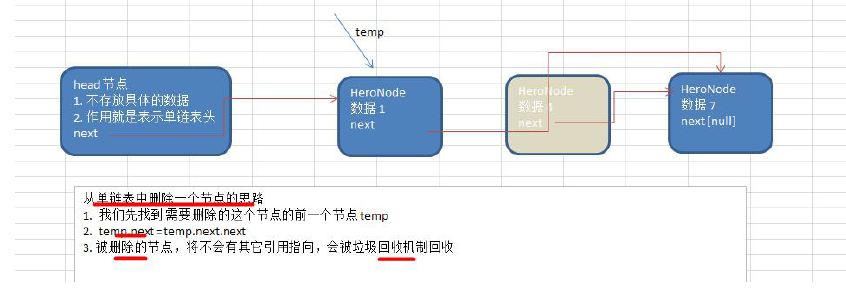 temp
head 节点
1. 不存放具体的数据
2. 作用就是表示单链表头
next
HeroNode
数据 1
next
HeroNode
数据 4
next
HeroNode
数据 7
next [null]
从单链表中删除一个节点的思路
1. 我们先找到需要删除的这个节点的前一个节点 temp
2. temp.next =temp.next.next
3. 被删除的节点，将不会有其它引用指向，会被垃圾回收机制回收